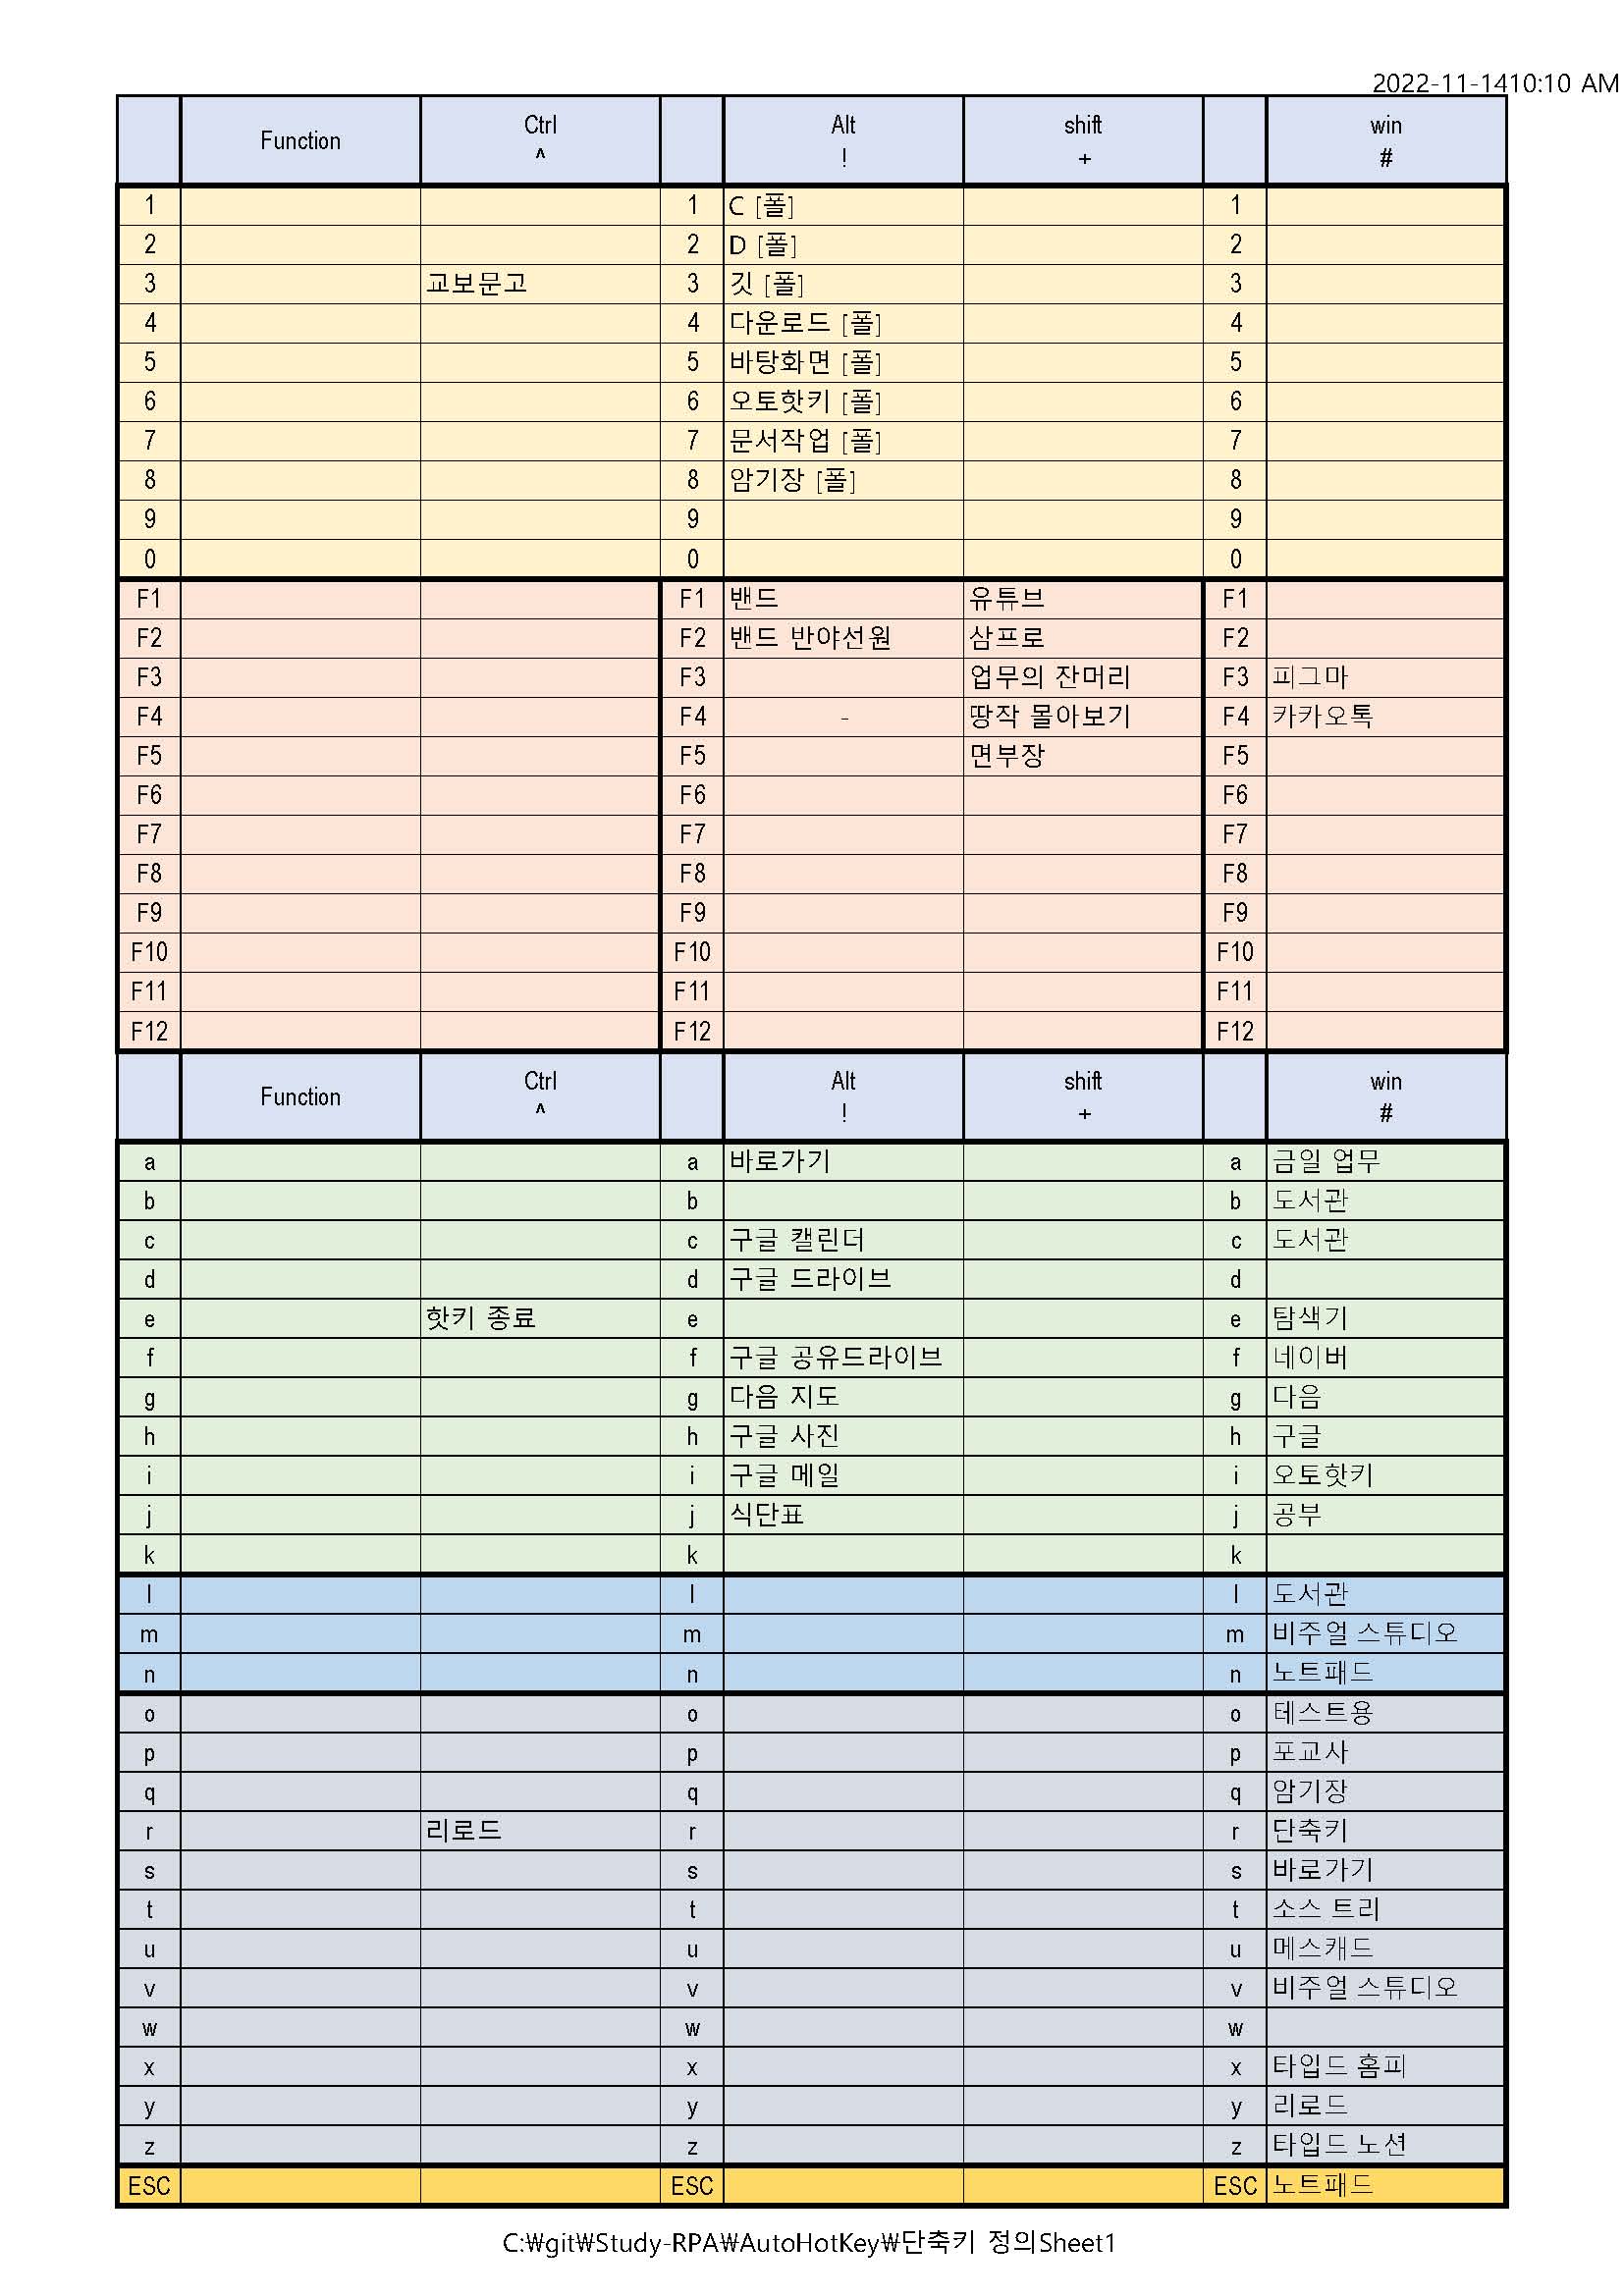 2022-11-1410:10 AM
Function Ctrl ^ Alt ! shift + win #
1 1 C [폴] 1
2 2 D [폴] 2
3 교보문고 3 깃 [폴] 3
4 4 다운로드 [폴] 4
5 5 바탕화면 [폴] 5
6 6 오토핫키 [폴] 6
7 7 문서작업 [폴] 7
8 8 암기장 [폴] 8
9 9 9
0 0 0
F1 F1 밴드 유튜브 F1
F2 F2 밴드 반야선원 삼프로 F2
F3 F3 업무의 잔머리 F3 피그마
F4 F4 - 땅작 몰아보기 F4 카카오톡
F5 F5 면부장 F5
F6 F6 F6
F7 F7 F7
F8 F8 F8
F9 F9 F9
F10 F10 F10
F11 F11 F11
F12 F12 F12
Function Ctrl ^ Alt ! shift + win #
a a 바로가기 a 금일 업무
b b b 도서관
c c 구글 캘린더 c 도서관
d d 구글 드라이브 d
e 핫키 종료 e e 탐색기
f f 구글 공유드라이브 f 네이버
g g 다음 지도 g 다음
h h 구글 사진 h 구글
i i 구글 메일 i 오토핫키
j j 식단표 j 공부
k k k
l l l 도서관
m m m 비주얼 스튜디오
n n n 노트패드
o o o 테스트용
p p p 포교사
q q q 암기장
r 리로드 r r 단축키
s s s 바로가기
t t t 소스 트리
u u u 메스캐드
v v v 비주얼 스튜디오
w w w
x x x 타입드 홈피
y y y 리로드
z z z 타입드 노션
ESC ESC ESC 노트패드
C:₩git₩Study-RPA₩AutoHotKey₩단축키 정의Sheet1